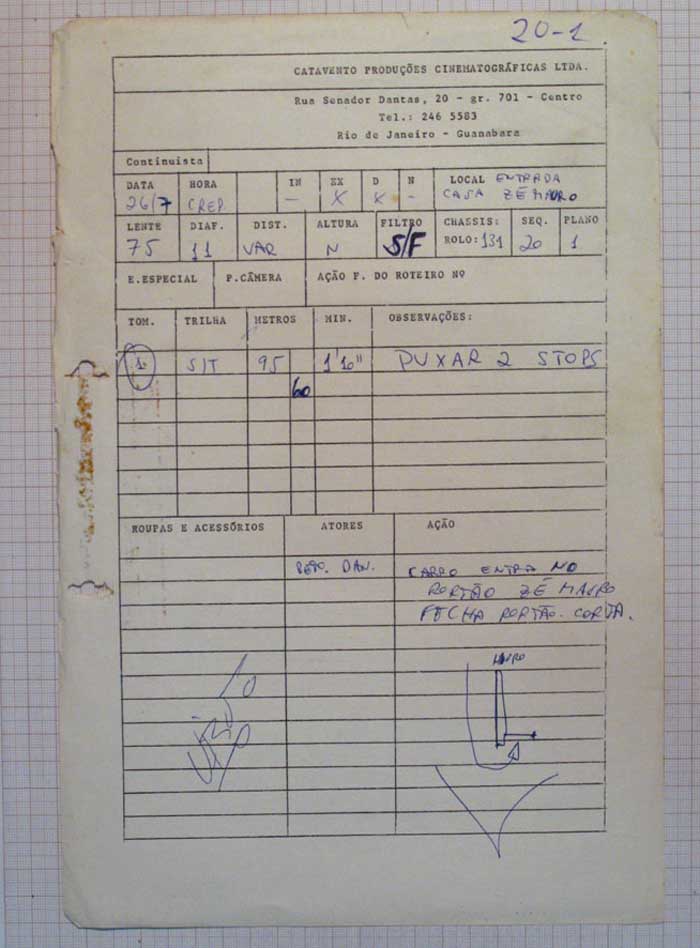 20-1
CATAVENTO PRODUÇÕES CINEMATOGRÁFICAS LTDA.
Rua Senador Dantas, 20 - gr. 701 - Centro
Tel.: 246 5583
Rio de Janeiro - Guanabara
Continuista
DATA HORA IN EX D N LOCAL ENTRADA
26/7 CREP. - X X - CASA ZÉ MAURO
LENTE DIAF. DIST. ALTURA FILTRO CHASSIS: SEQ. PLANO
75 11 VAR N S/F ROLO: 131 20 1
E.ESPECIAL P.CÂMERA AÇÃO F. DO ROTEIRO Nº
TOM. TRILHA METROS MIN. OBSERVAÇÕES:
1 S/T 95 1'10" PUXAR 2 STOPS
60
ROUPAS E ACESSÓRIOS ATORES AÇÃO
DAN. CARRO ENTRA NO
PORTÃO ZÉ MAURO
FECHA PORTÃO. CORTA.
MURO